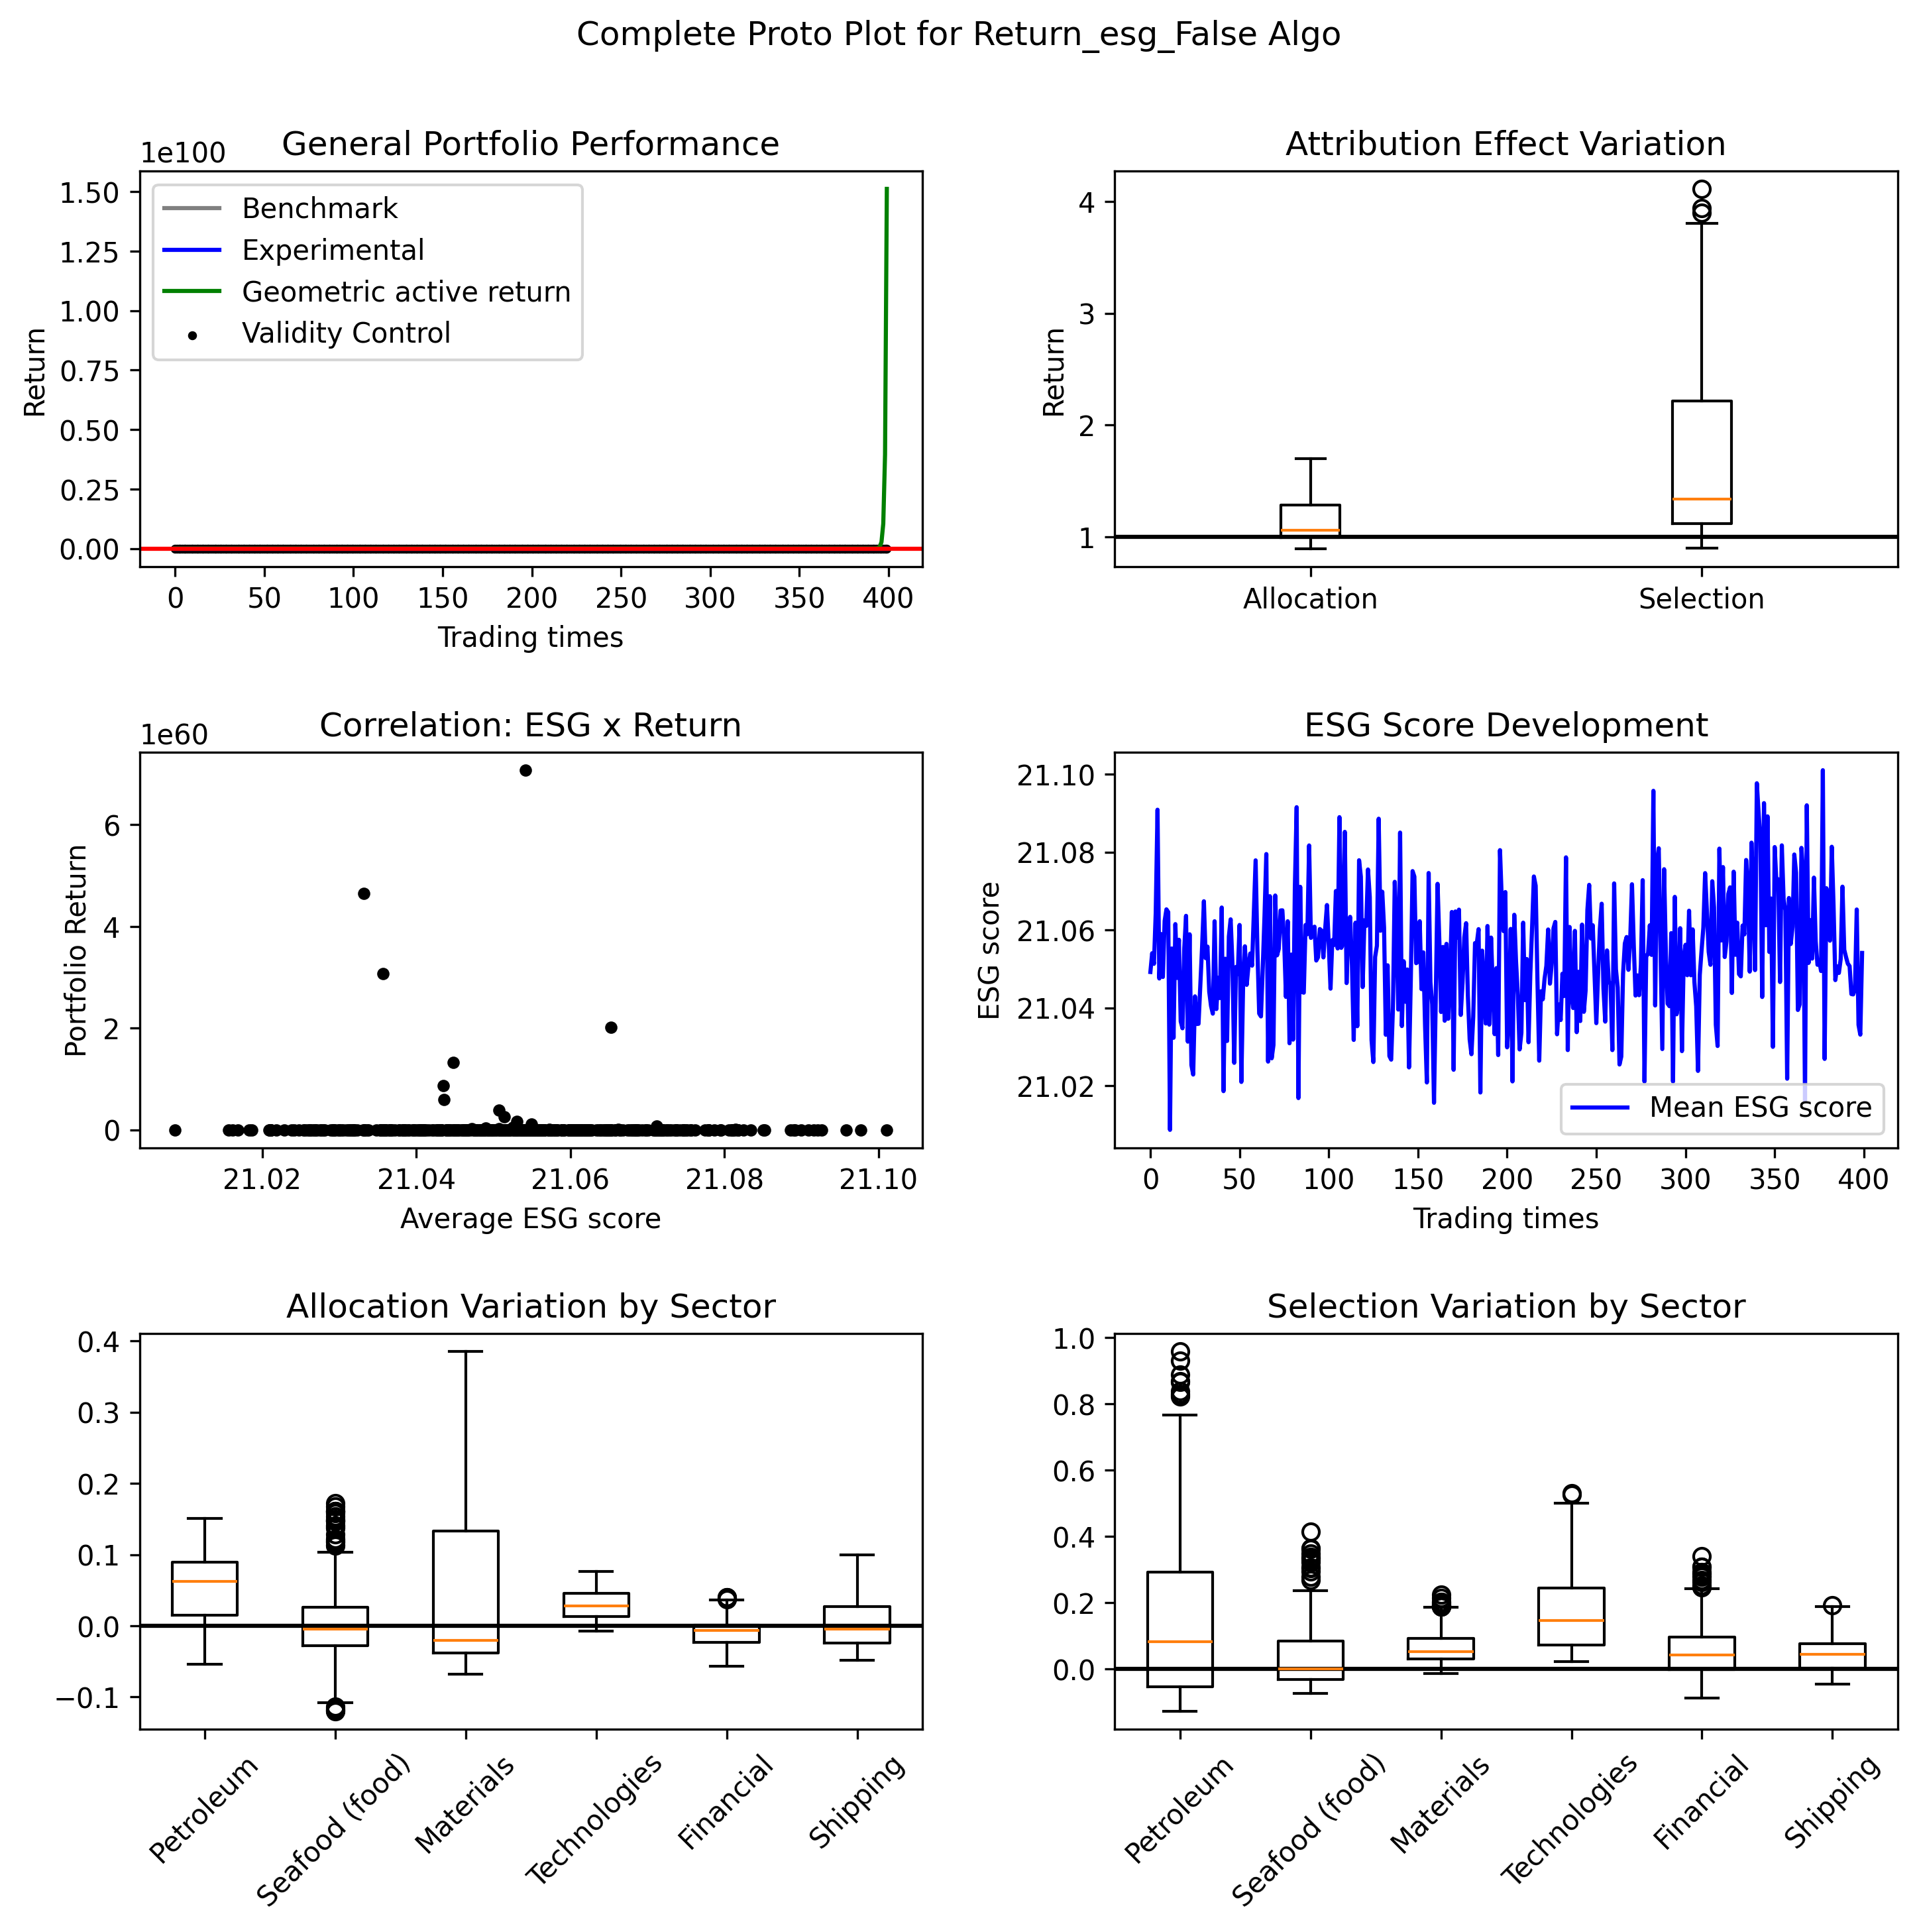 Complete Proto Plot for Return_esg_False Algo
General Portfolio Performance
1e100
1.50
1.25
1.00
0.75
0.50
0.25
0.00
Return
Benchmark
Experimental
Geometric active return
Validity Control
0 50 100 150 200 250 300 350 400
Trading times
Attribution Effect Variation
4
3
2
1
Return
Allocation Selection
Correlation: ESG x Return
1e60
6
4
2
0
Portfolio Return
21.02 21.04 21.06 21.08 21.10
Average ESG score
ESG Score Development
21.10
21.08
21.06
21.04
21.02
ESG score
Mean ESG score
0 50 100 150 200 250 300 350 400
Trading times
Allocation Variation by Sector
0.4
0.3
0.2
0.1
0.0
−0.1
Petroleum
Seafood (food)
Materials
Technologies
Financial
Shipping
Selection Variation by Sector
1.0
0.8
0.6
0.4
0.2
0.0
Petroleum
Seafood (food)
Materials
Technologies
Financial
Shipping